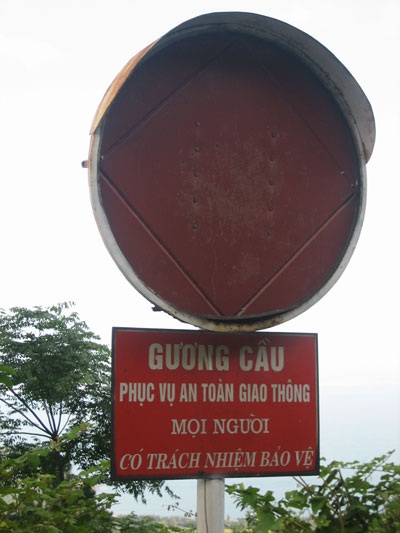 GƯƠNG CẦU
PHỤC VỤ AN TOÀN GIAO THÔNG
MỌI NGƯỜI
CÓ TRÁCH NHIỆM BẢO VỆ